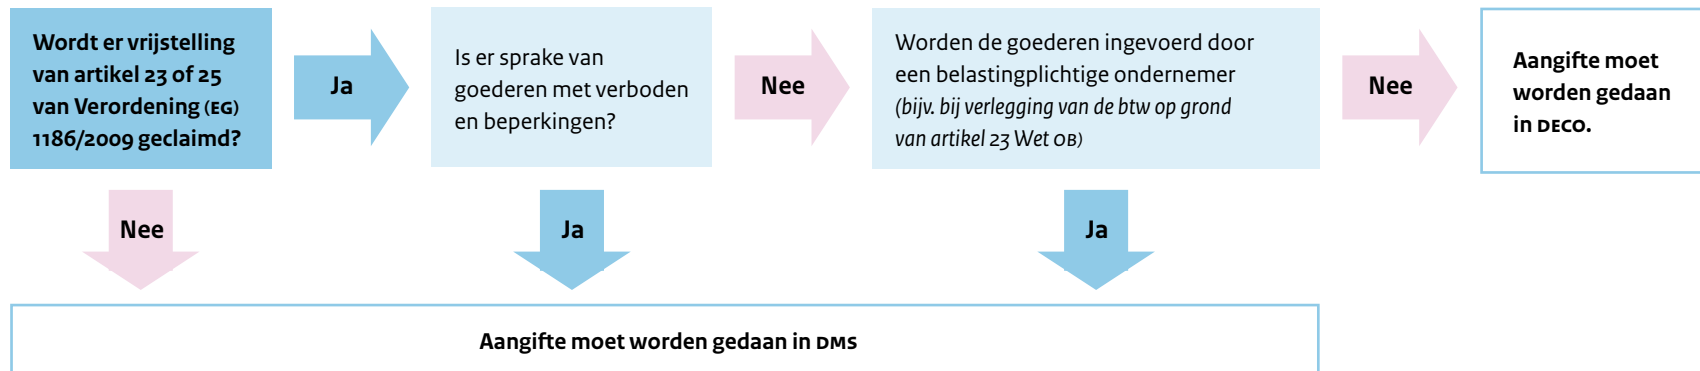 Wordt er vrijstelling
van artikel 23 of 25
van Verordening (EG)
1186/2009 geclaimd?
Ja
Is er sprake van
goederen met verboden
en beperkingen?
Nee
Worden de goederen ingevoerd door
een belastingplichtige ondernemer
(bijv. bij verlegging van de btw op grond
van artikel 23 Wet OB)
Nee
Aangifte moet
worden gedaan
in DECO.
Nee
Ja
Ja
Aangifte moet worden gedaan in DMS